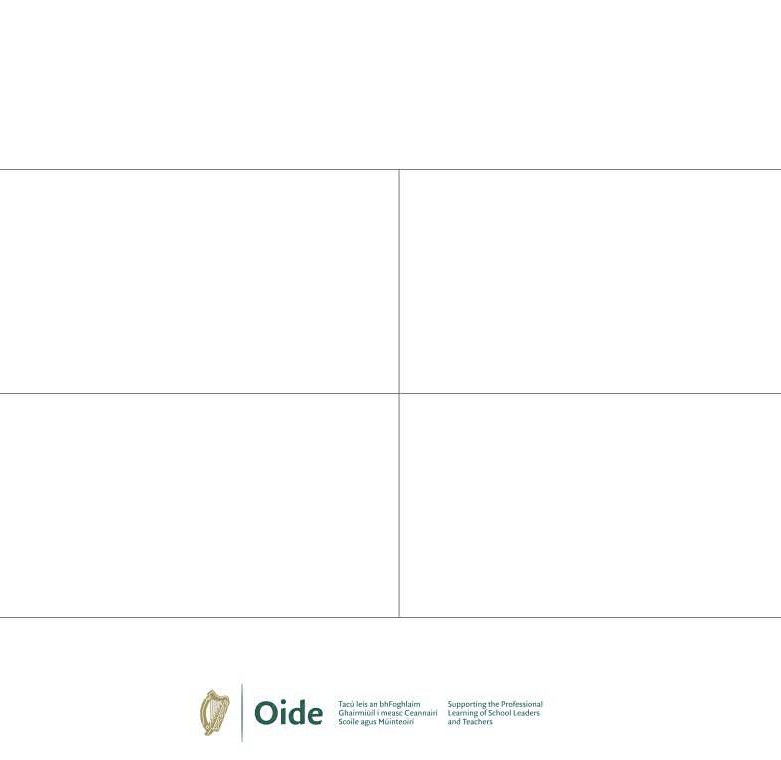 Oide
Tacú leis an bhFoghlaim
Ghairmiúil i measc Ceannairí
Scoile agus Múinteoirí
Supporting the Professional
Learning of School Leaders
and Teachers